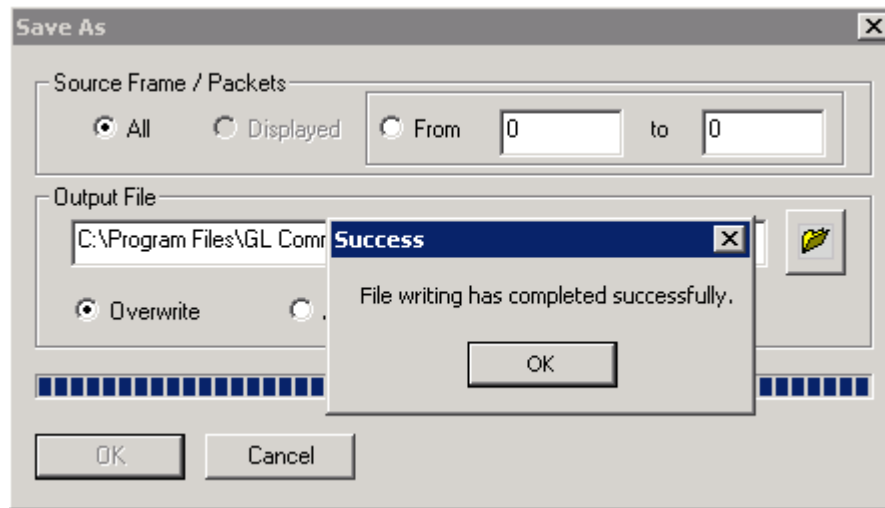 Save As
Source Frame / Packets
All Displayed From 0 to 0
Output File
C:\Program Files\GL
Success
File writing has completed successfully.
Overwrite
OK
OK Cancel